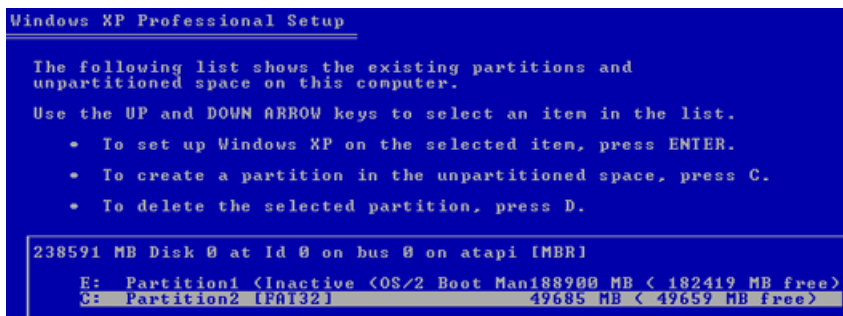 Windows XP Professional Setup
The following list shows the existing partitions and
unpartitioned space on this computer.
Use the UP and DOWN ARROW keys to select an item in the list.
• To set up Windows XP on the selected item, press ENTER.
• To create a partition in the unpartitioned space, press C.
• To delete the selected partition, press D.
238591 MB Disk 0 at Id 0 on bus 0 on atapi [MBR]
E: Partition1 (Inactive (OS/2 Boot Man188900 MB ( 182419 MB free)
C: Partition2 [FAT32] 49685 MB ( 49659 MB free)